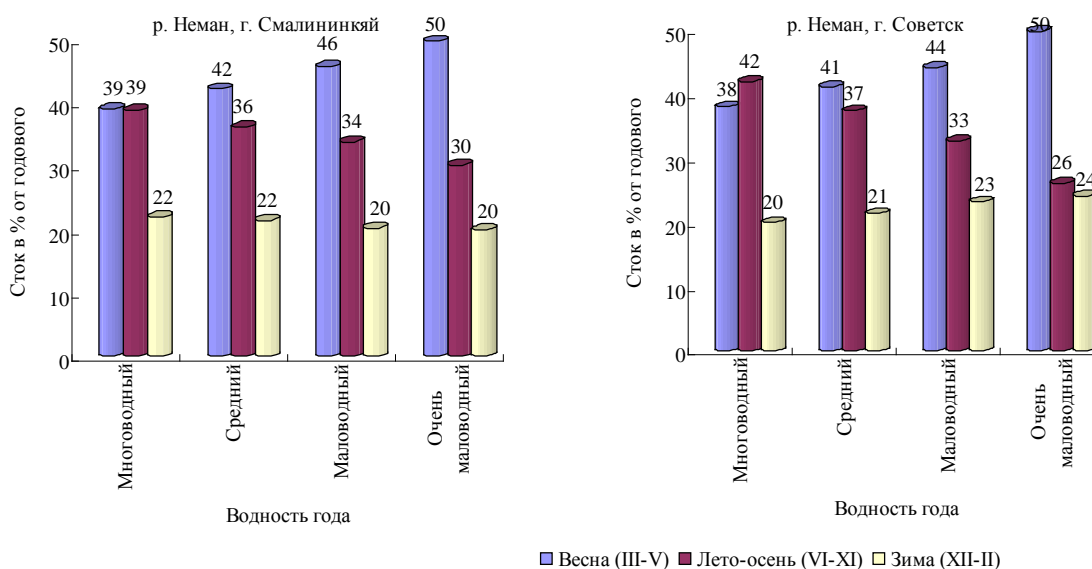 р. Неман, г. Смалининкяй
Сток в % от годового
50
40
30
20
10
0
39 39 22
42 36 22
46 34 20
50 30 20
Многоводный
Средний
Маловодный
Очень
маловодный
Водность года
р. Неман, г. Советск
Сток в % от годового
50
40
30
20
10
0
38 42 20
41 37 21
44 33 23
50 26 24
Многоводный
Средний
Маловодный
Очень
маловодный
Водность года
Весна (III-V) Лето-осень (VI-XI) Зима (XII-II)